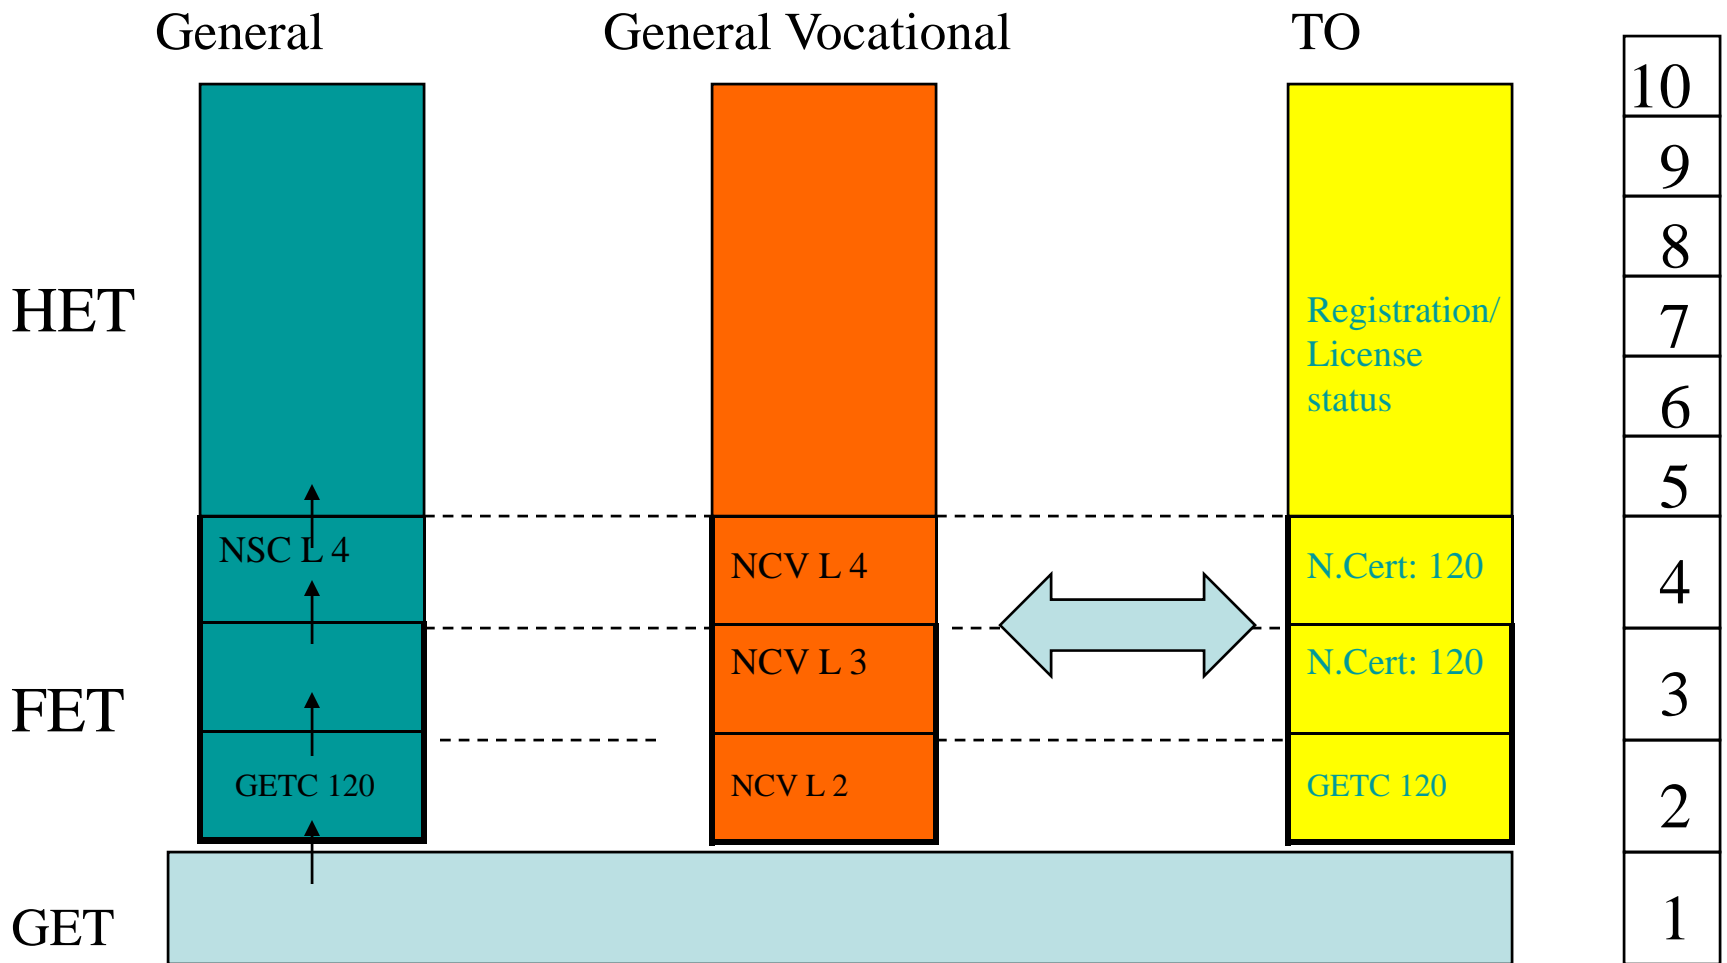 General
General Vocational
TO
10
9
8
HET
Registration/
License
status
7
6
5
NSC L 4
NCV L 4
N.Cert: 120
4
NCV L 3
N.Cert: 120
FET
3
GETC 120
NCV L 2
GETC 120
2
GET
1